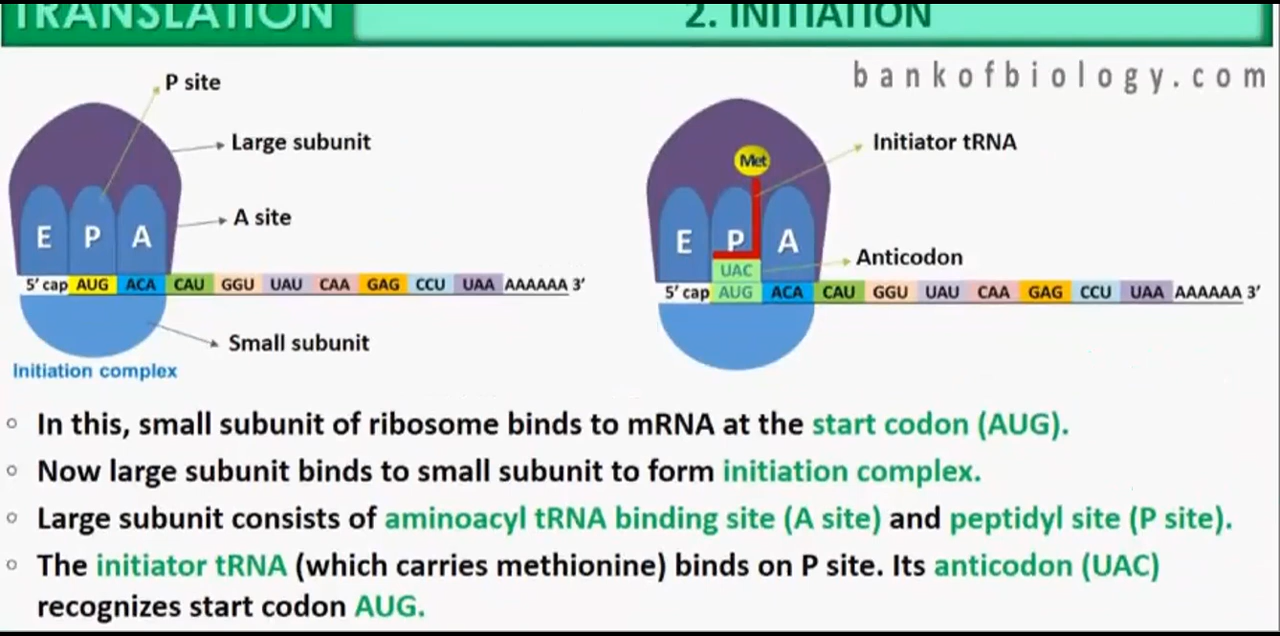 TRANSLATION
2. INITIATION
bankofbiology.com
P site
Large subunit
A site
E P A
5' cap AUG ACA CAU GGU UAU CAA GAG CCU UAA AAAAAA 3'
Small subunit
Initiation complex
Met
Initiator tRNA
E P A
Anticodon
UAC
5' cap AUG ACA CAU GGU UAU CAA GAG CCU UAA AAAAAA 3'
○ In this, small subunit of ribosome binds to mRNA at the start codon (AUG).
○ Now large subunit binds to small subunit to form initiation complex.
○ Large subunit consists of aminoacyl tRNA binding site (A site) and peptidyl site (P site).
○ The initiator tRNA (which carries methionine) binds on P site. Its anticodon (UAC)
recognizes start codon AUG.